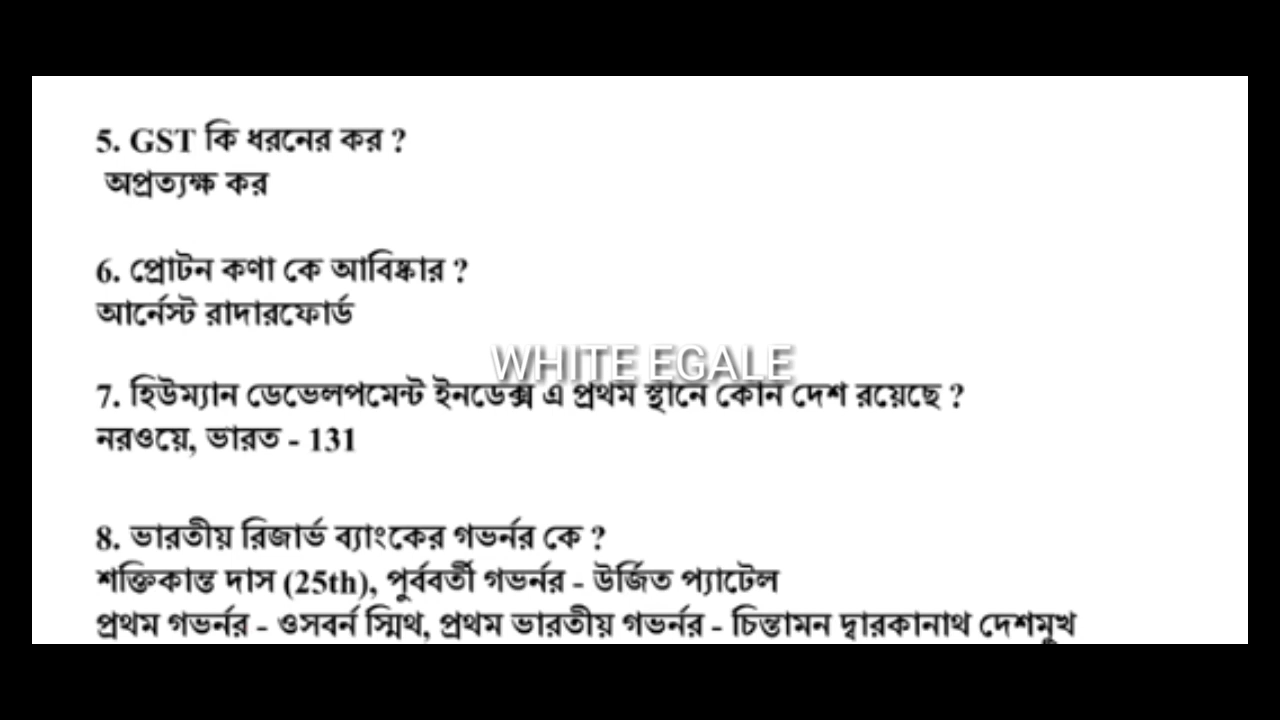 5. GST কি ধরনের কর ?
অপ্রত্যক্ষ কর
6. প্রোটন কণা কে আবিষ্কার ?
আর্নেস্ট রাদারফোর্ড
WHITE EGALE
7. হিউম্যান ডেভেলপমেন্ট ইনডেক্স এ প্রথম স্থানে কোন দেশ রয়েছে ?
নরওয়ে, ভারত - 131
8. ভারতীয় রিজার্ভ ব্যাংকের গভর্নর কে ?
শক্তিকান্ত দাস (25th), পুর্ববর্তী গভর্নর - উর্জিত প্যাটেল
প্রথম গভর্নর - ওসবর্ন স্মিথ, প্রথম ভারতীয় গভর্নর - চিন্তামন দ্বারকানাথ দেশমুখ